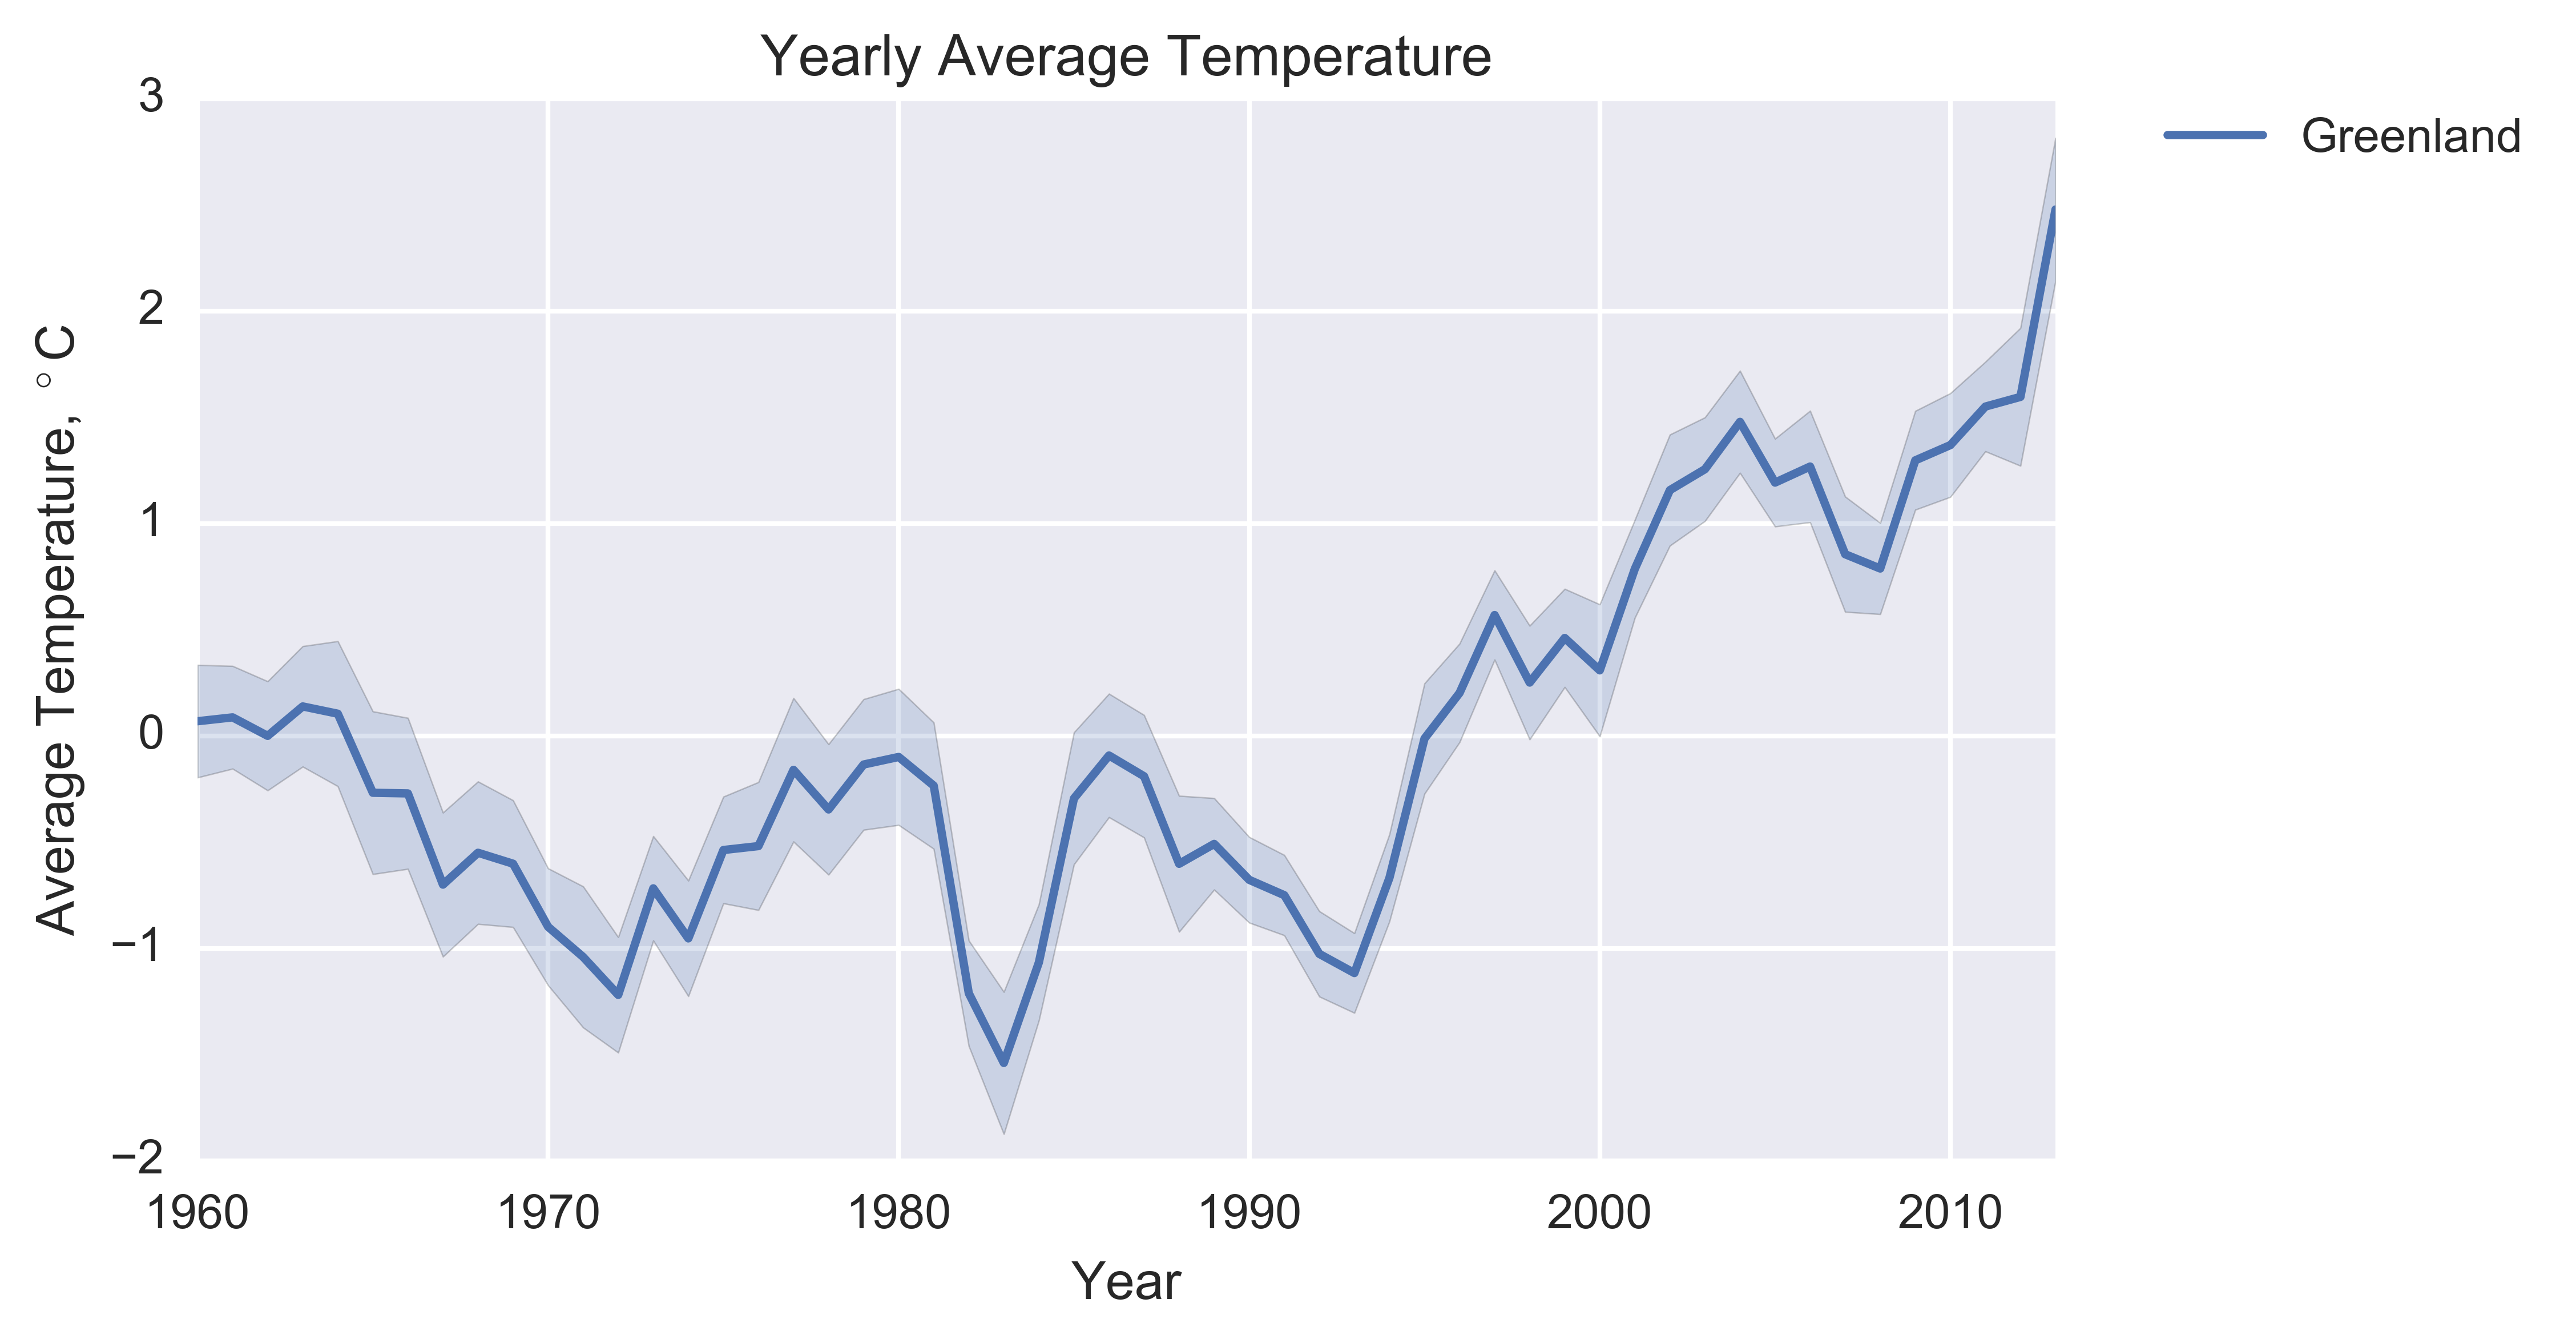 Yearly Average Temperature
Greenland
Average Temperature, °C
3
2
1
0
−1
−2
1960 1970 1980 1990 2000 2010
Year